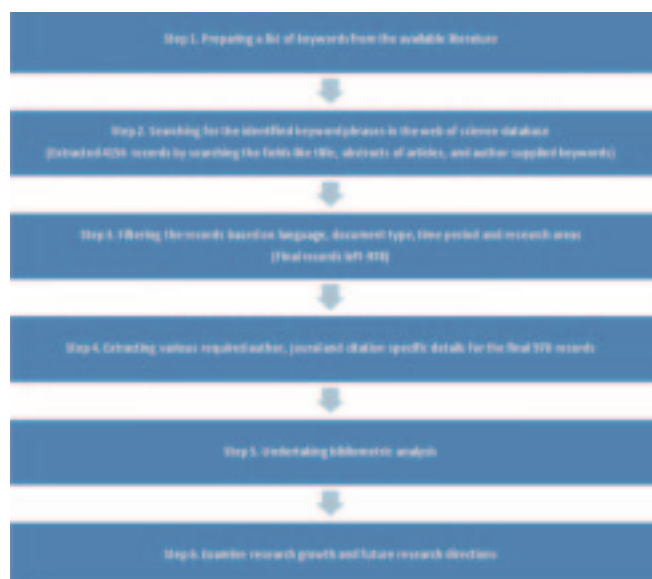 Step 1. Preparing a list of keywords from the available literature
Step 2. Searching for the identified keyword phrases in the web of science database
(Extracted records by searching the fields like title, abstracts of articles, and author supplied keywords)
Step 3. Filtering the records based on language, document type, time period and research areas
(Final records left-
Step 4. Extracting various required author, journal and citation specific details for the final records
Step 5. Undertaking bibliometric analysis
Step 6. Examine research growth and future research directions